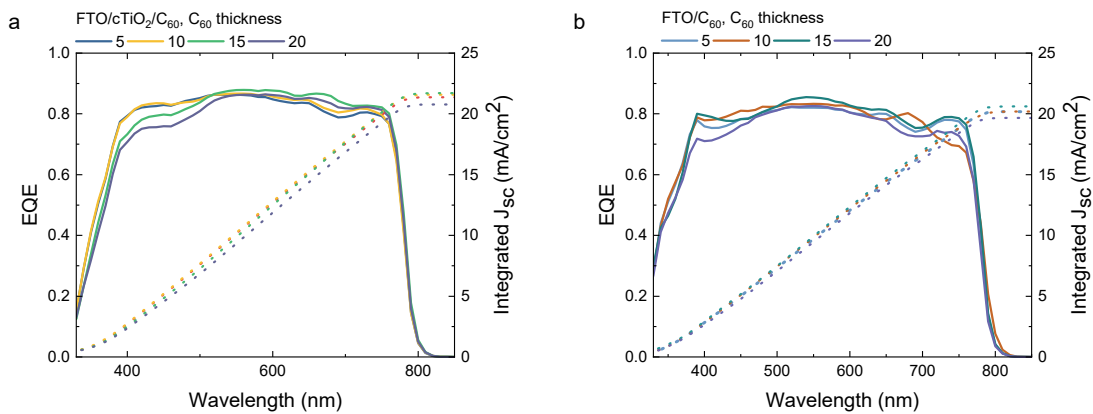 a
FTO/cTiO₂/C₆₀, C₆₀ thickness
5 10 15 20
1.0
0.8
0.6
0.4
0.2
0.0
EQE
25
20
15
10
5
0
Integrated Jsc (mA/cm²)
400 600 800
Wavelength (nm)
b
FTO/C₆₀, C₆₀ thickness
5 10 15 20
1.0
0.8
0.6
0.4
0.2
0.0
EQE
25
20
15
10
5
0
Integrated Jsc (mA/cm²)
400 500 600 700 800
Wavelength (nm)